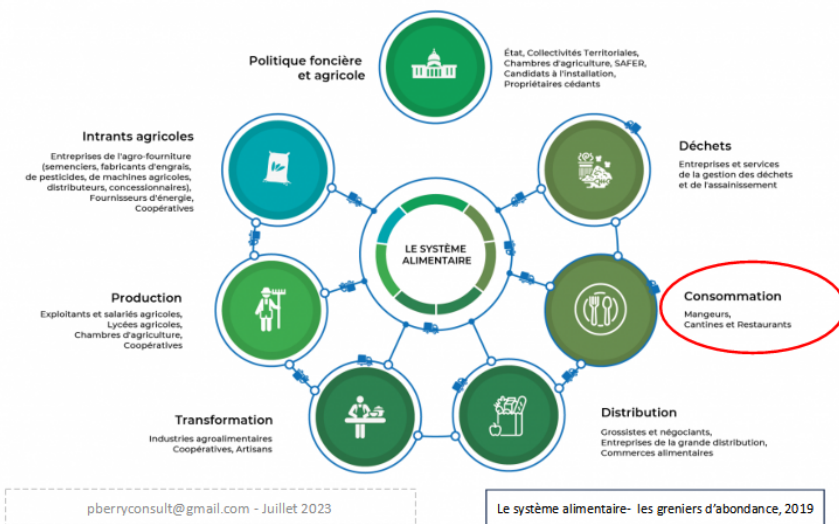 Politique foncière
et agricole
État, Collectivités Territoriales,
Chambres d'agriculture, SAFER,
Candidats à l'installation,
Propriétaires cédants
Intrants agricoles
Entreprises de l'agro-fourniture
(semenciers, fabricants d'engrais,
de pesticides, de machines agricoles,
distributeurs, concessionnaires),
Fournisseurs d'énergie,
Coopératives
Déchets
Entreprises et services
de la gestion des déchets
et de l'assainissement
LE SYSTÈME
ALIMENTAIRE
Production
Exploitants et salariés agricoles,
Lycées agricoles,
Chambres d'agriculture,
Coopératives
Consommation
Mangeurs,
Cantines et Restaurants
Transformation
Industries agroalimentaires
Coopératives, Artisans
Distribution
Grossistes et négociants,
Entreprises de la grande distribution,
Commerces alimentaires
pberryconsult@gmail.com - Juillet 2023
Le système alimentaire- les greniers d'abondance, 2019